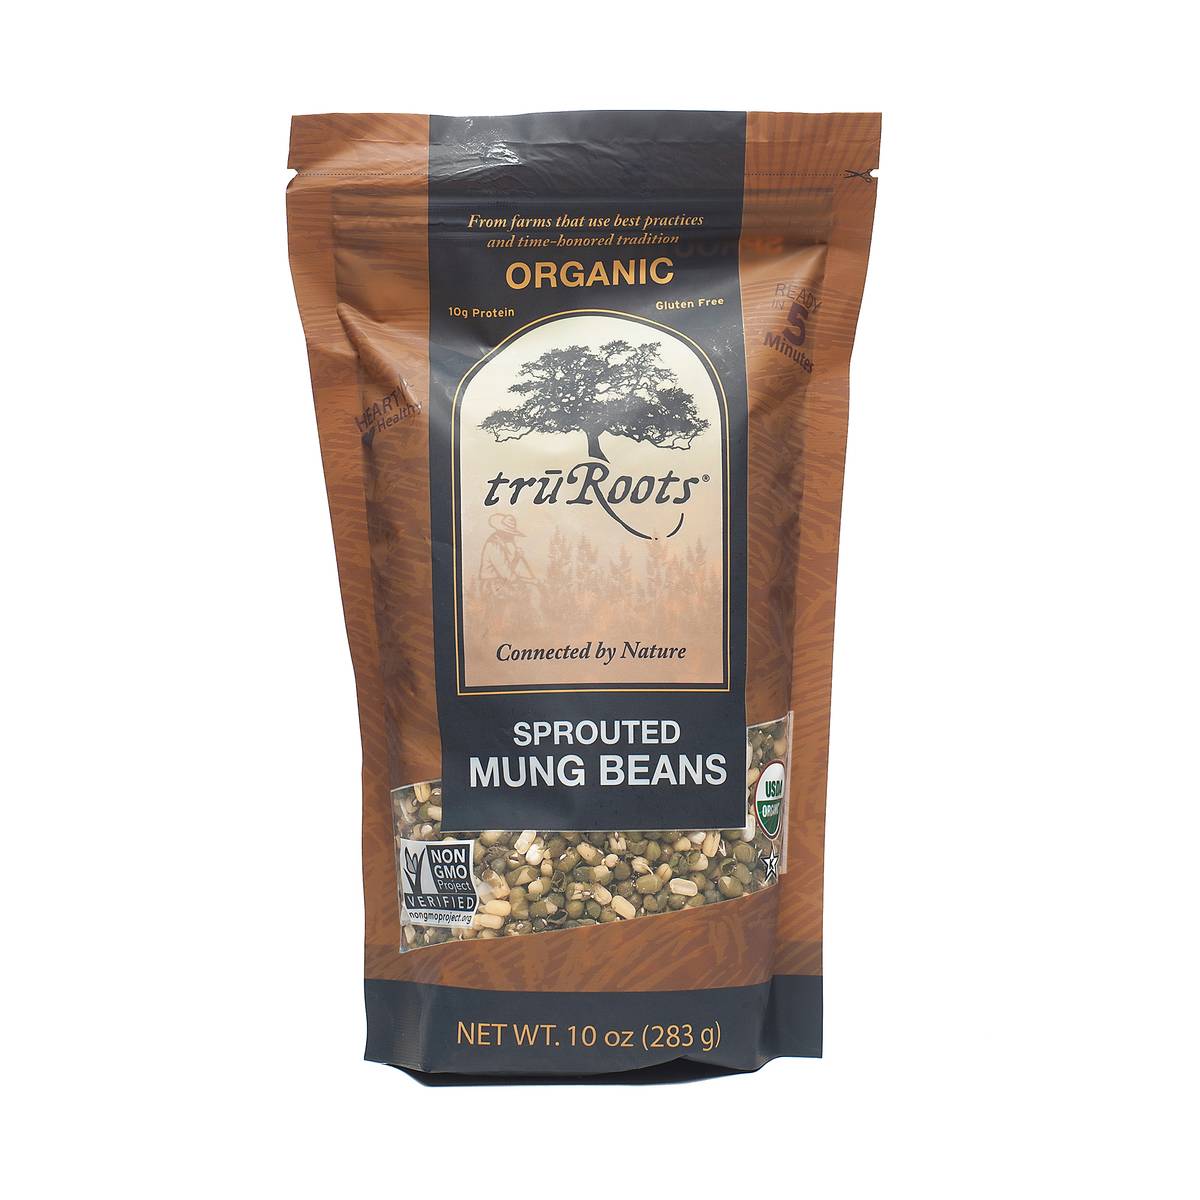 From farms that use best practices
and time-honored tradition
ORGANIC
10g Protein
Gluten Free
READY
IN 5
Minutes
HEART
Healthy
trūRoots®
Connected by Nature
SPROUTED
MUNG BEANS
USDA
ORGANIC
NON
GMO
Project
VERIFIED
nongmoproject.org
K
NET WT. 10 oz (283 g)